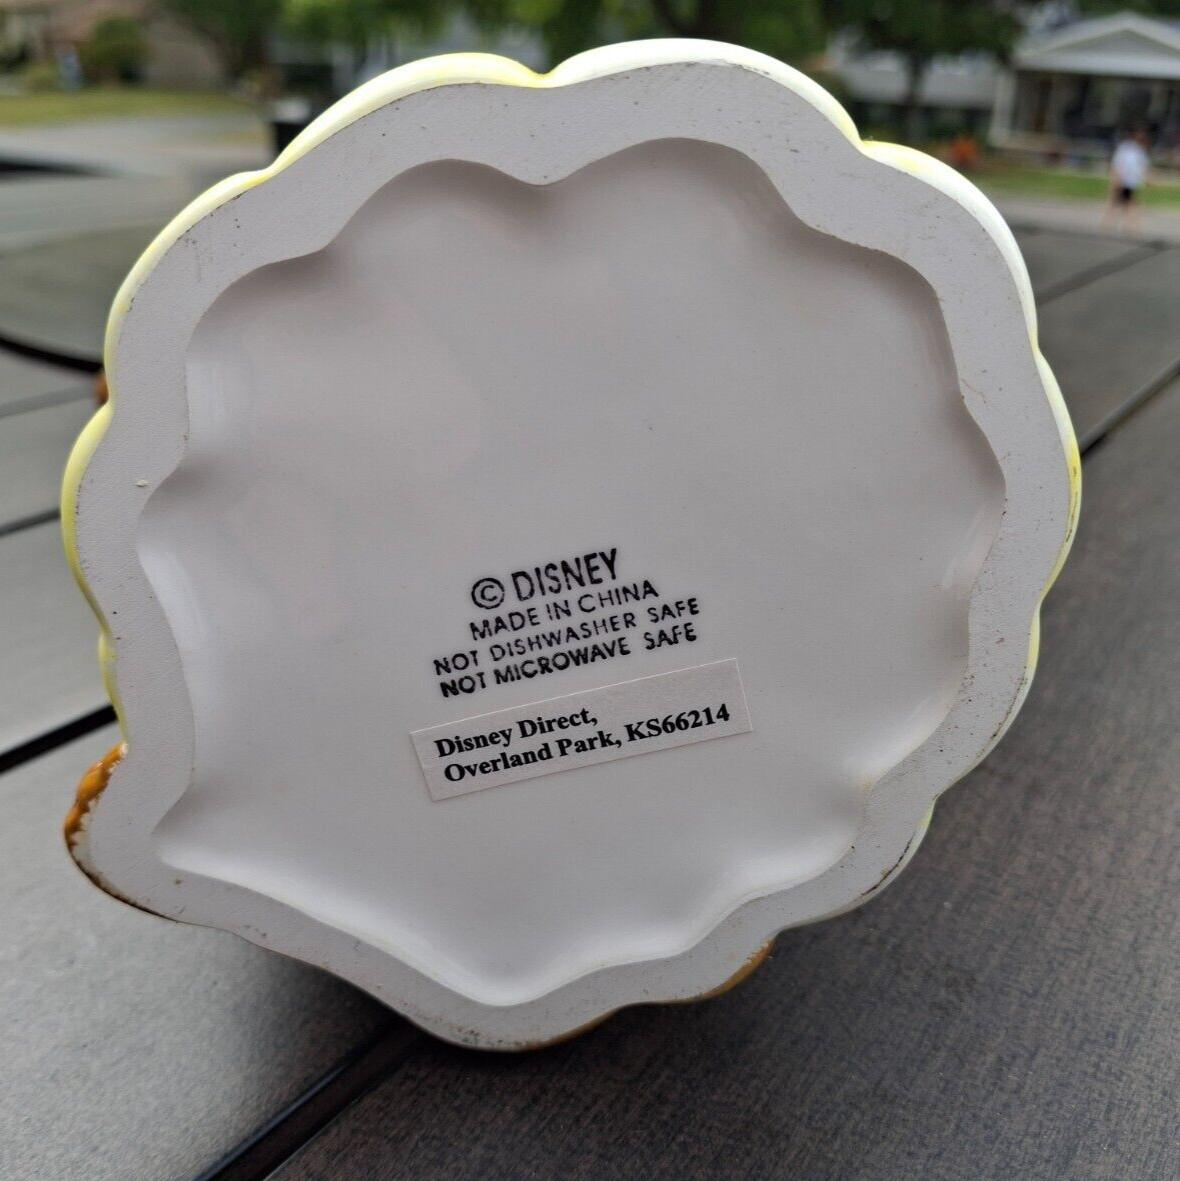 © DISNEY
MADE IN CHINA
NOT DISHWASHER SAFE
NOT MICROWAVE SAFE
Disney Direct,
Overland Park, KS66214